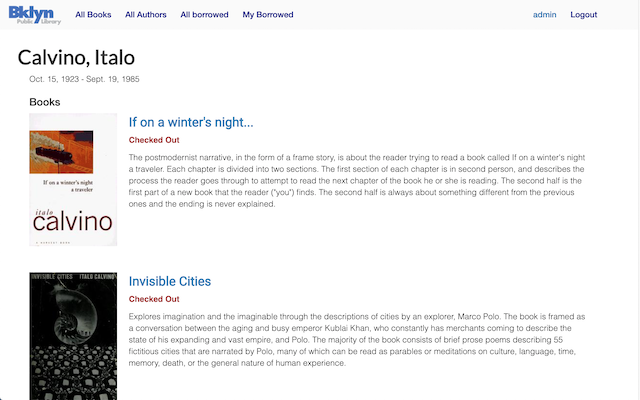 Bklyn
Public Library
All Books All Authors All borrowed My Borrowed admin Logout
Calvino, Italo
Oct. 15, 1923 - Sept. 19, 1985
Books
If on a winter's night...
Checked Out
The postmodernist narrative, in the form of a frame story, is about the reader trying to read a book called If on a winter's night
a traveler. Each chapter is divided into two sections. The first section of each chapter is in second person, and describes the
process the reader goes through to attempt to read the next chapter of the book he or she is reading. The second half is the
first part of a new book that the reader ("you") finds. The second half is always about something different from the previous
ones and the ending is never explained.
If on a winter's night
a traveler
italo
calvino
A HARVEST BOOK
Invisible Cities
Checked Out
Explores imagination and the imaginable through the descriptions of cities by an explorer, Marco Polo. The book is framed as
a conversation between the aging and busy emperor Kublai Khan, who constantly has merchants coming to describe the
state of his expanding and vast empire, and Polo. The majority of the book consists of brief prose poems describing 55
fictitious cities that are narrated by Polo, many of which can be read as parables or meditations on culture, language, time,
memory, death, or the general nature of human experience.
INVISIBLE CITIES ITALO CALVINO